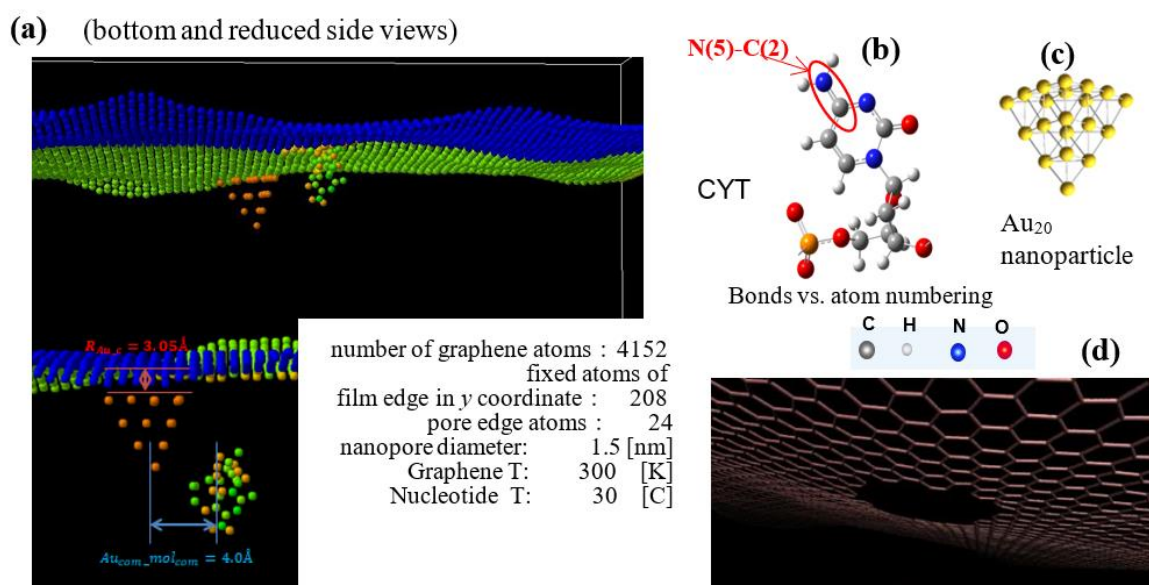 (a) (bottom and reduced side views)
N(5)-C(2)
(b)
(c)
CYT
Au₂₀
nanoparticle
Bonds vs. atom numbering
C H N O
(d)
R_Au_c = 3.05Å
Au_com_mol_com = 4.0Å
number of graphene atoms : 4152
fixed atoms of
film edge in y coordinate : 208
pore edge atoms : 24
nanopore diameter: 1.5 [nm]
Graphene T: 300 [K]
Nucleotide T: 30 [C]